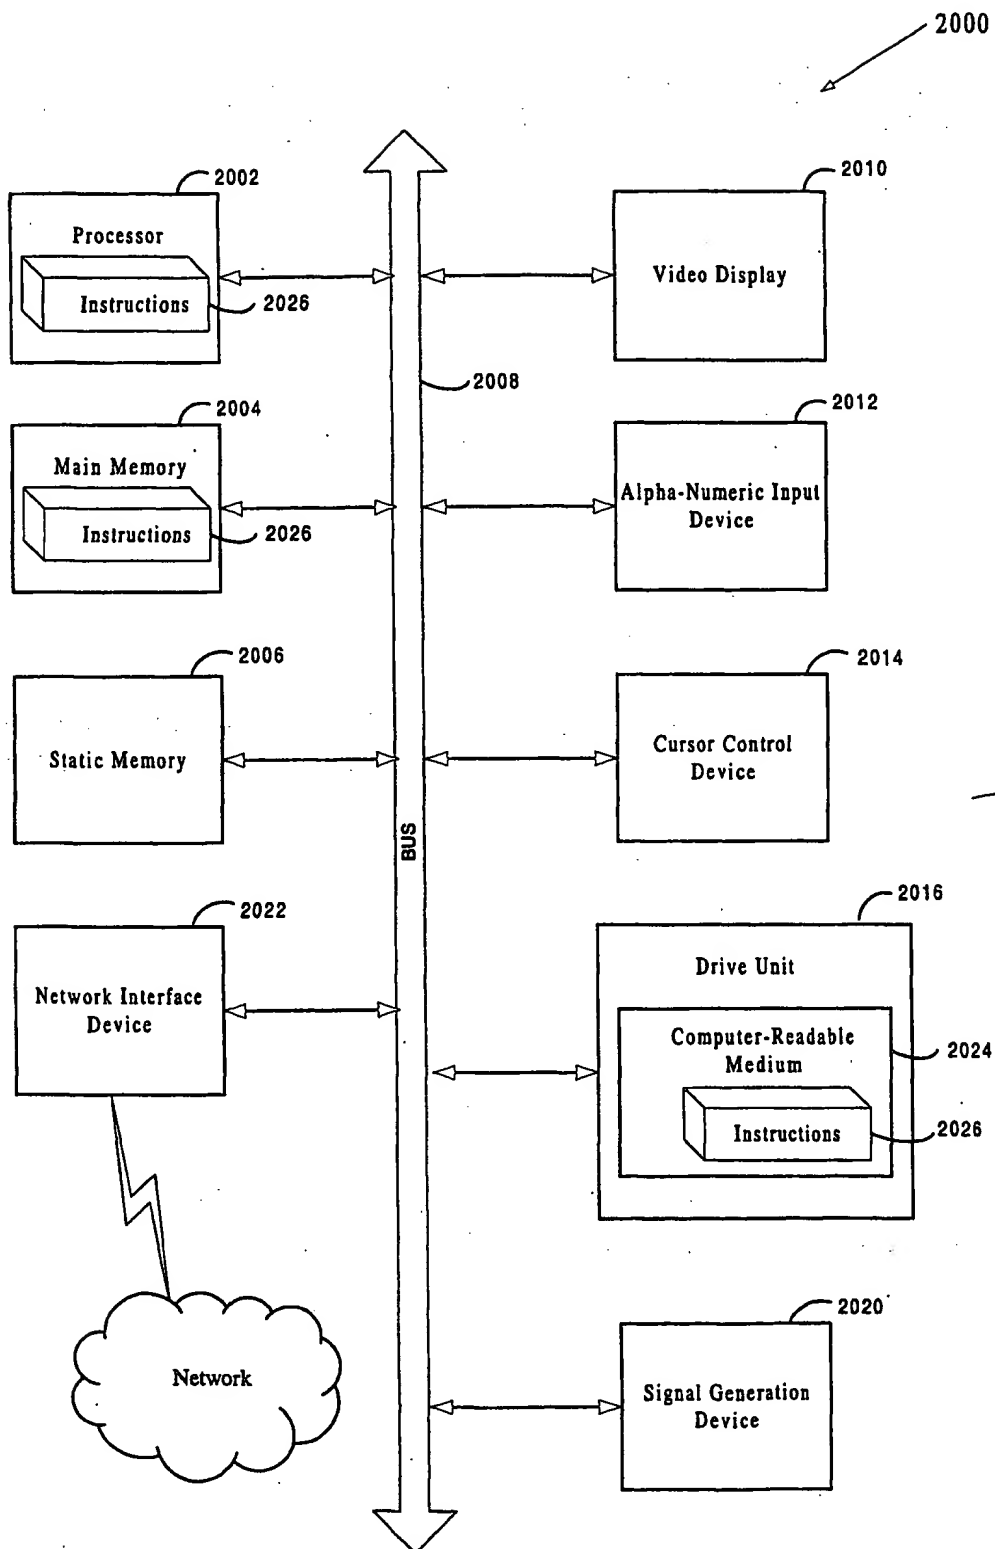 2000
2002
Processor
Instructions
2026
2004
Main Memory
Instructions
2026
2006
Static Memory
2022
Network Interface
Device
Network
2008
BUS
2010
Video Display
2012
Alpha-Numeric Input
Device
2014
Cursor Control
Device
2016
Drive Unit
Computer-Readable
Medium
2024
Instructions
2026
2020
Signal Generation
Device